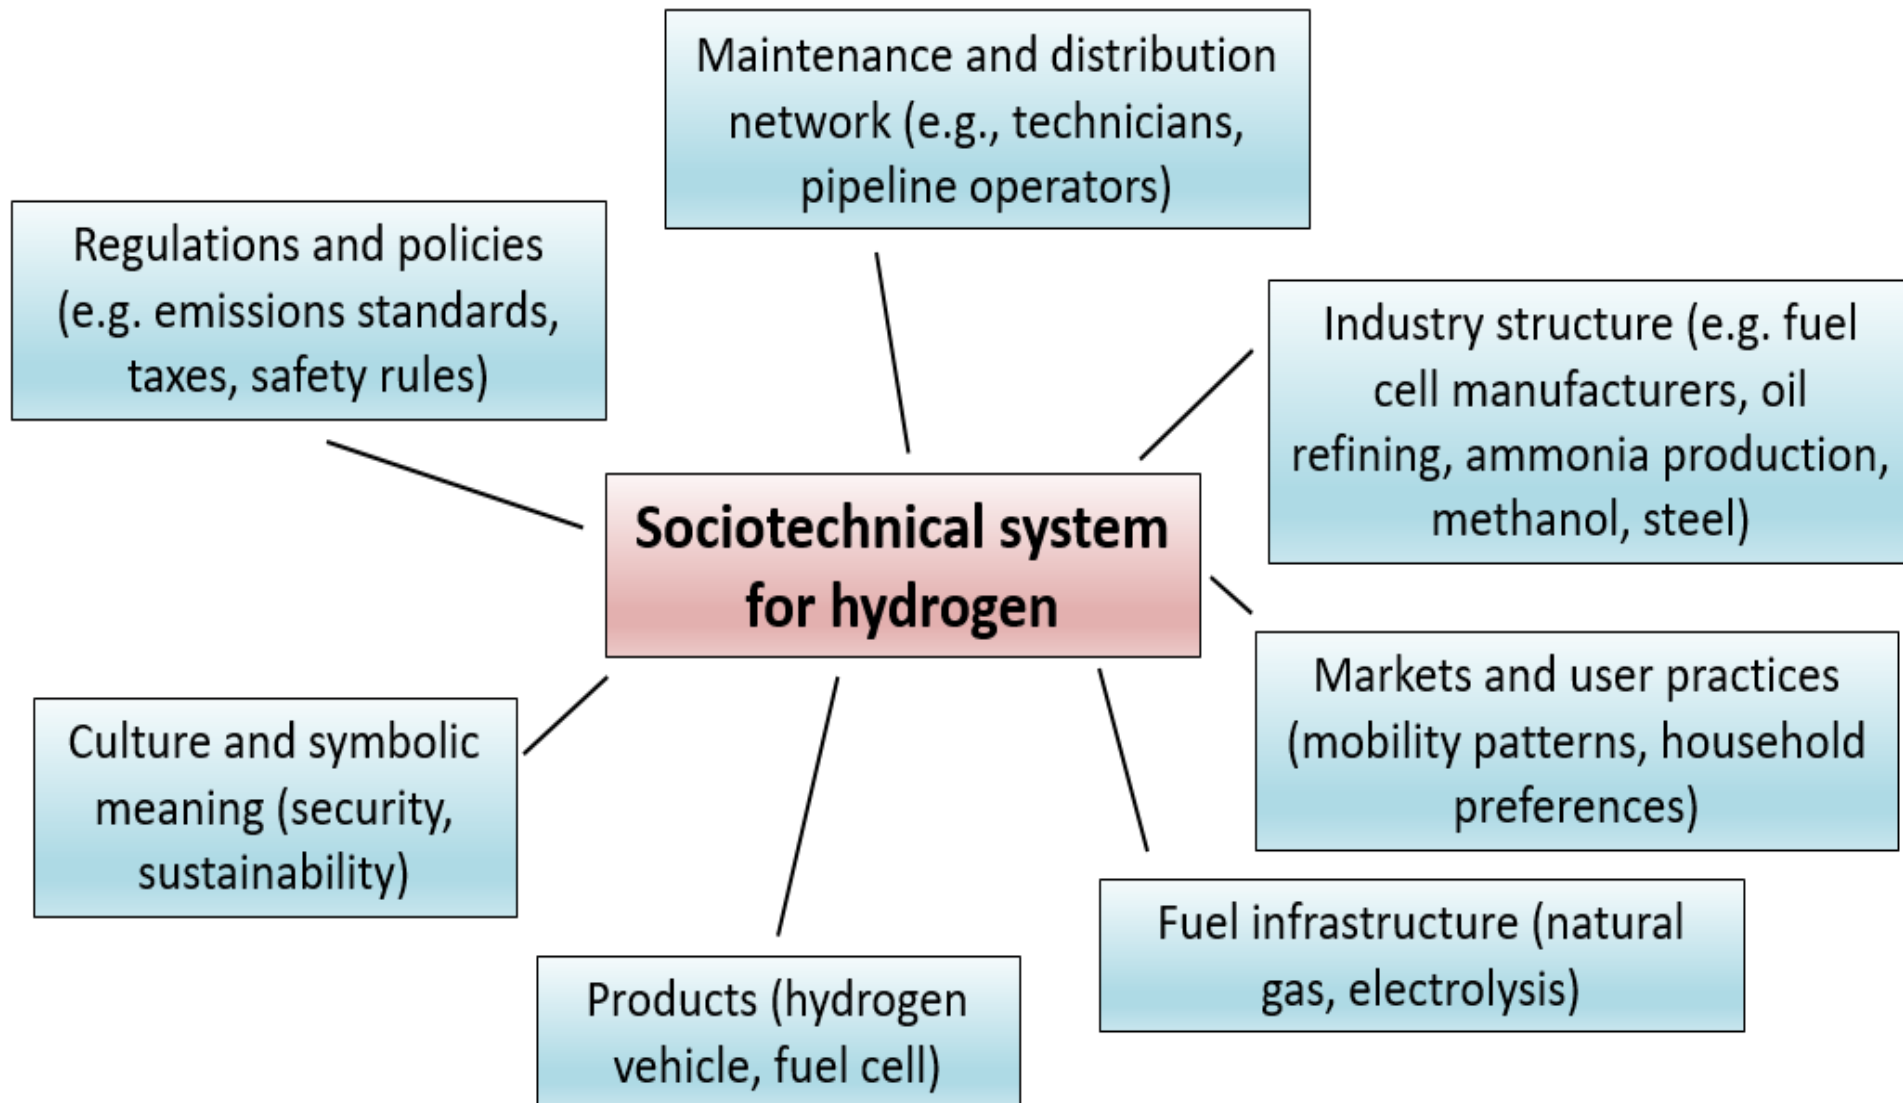 Maintenance and distribution
network (e.g., technicians,
pipeline operators)
Regulations and policies
(e.g. emissions standards,
taxes, safety rules)
Industry structure (e.g. fuel
cell manufacturers, oil
refining, ammonia production,
methanol, steel)
Sociotechnical system
for hydrogen
Markets and user practices
(mobility patterns, household
preferences)
Culture and symbolic
meaning (security,
sustainability)
Fuel infrastructure (natural
gas, electrolysis)
Products (hydrogen
vehicle, fuel cell)